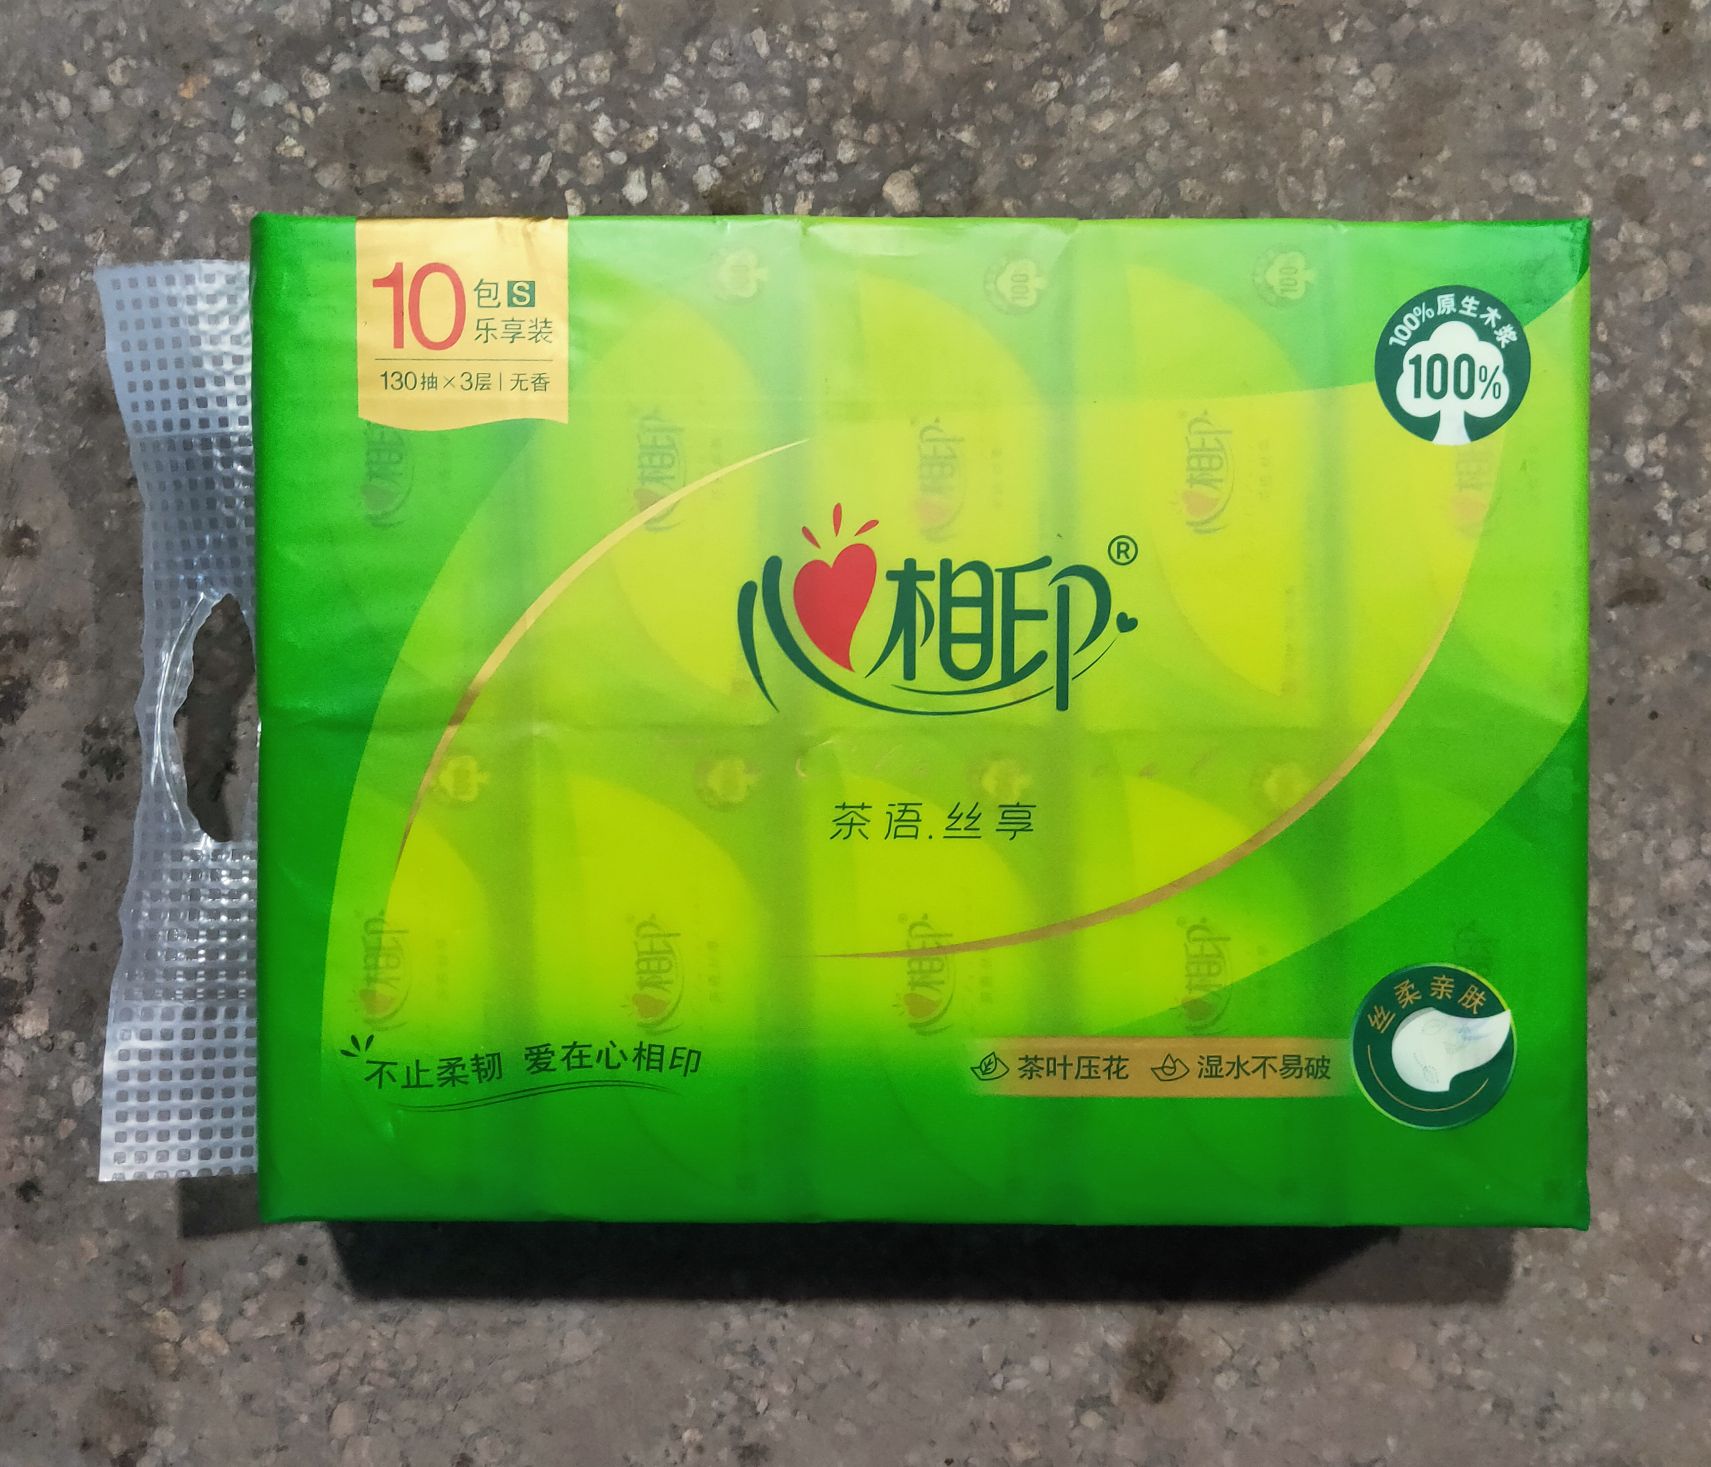 10包S
乐享装
130抽×3层|无香
100%原生木浆
100%
心相印®
茶语.丝享
不止柔韧 爱在心相印
茶叶压花 湿水不易破
丝柔亲肤